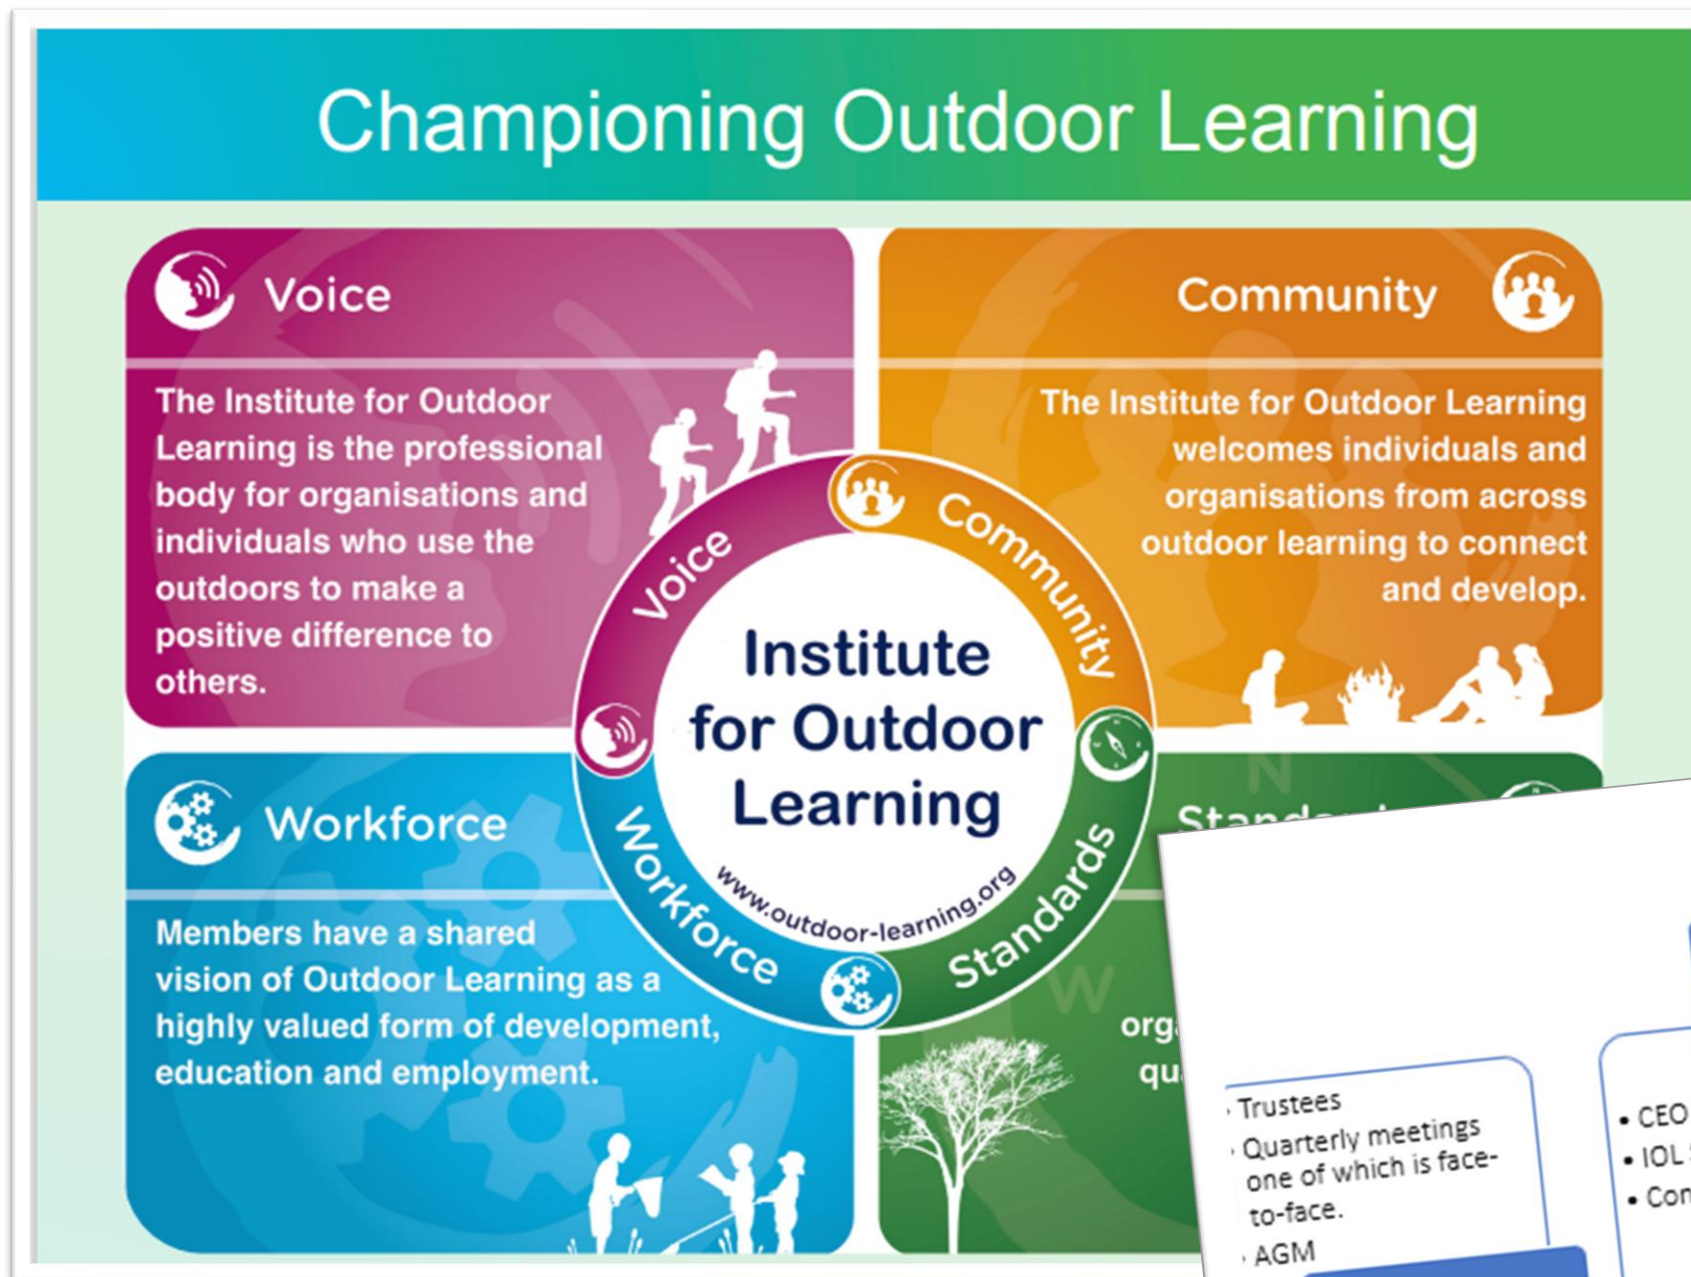 Championing Outdoor Learning
Voice
The Institute for Outdoor
Learning is the professional
body for organisations and
individuals who use the
outdoors to make a
positive difference to
others.
Community
The Institute for Outdoor Learning
welcomes individuals and
organisations from across
outdoor learning to connect
and develop.
Voice
Community
Institute
for Outdoor
Learning
www.outdoor-learning.org
Workforce
Standards
Workforce
Members have a shared
vision of Outdoor Learning as a
highly valued form of development,
education and employment.
N
W
Trustees
Quarterly meetings
one of which is face-
to-face.
AGM
• CEO
• IOL